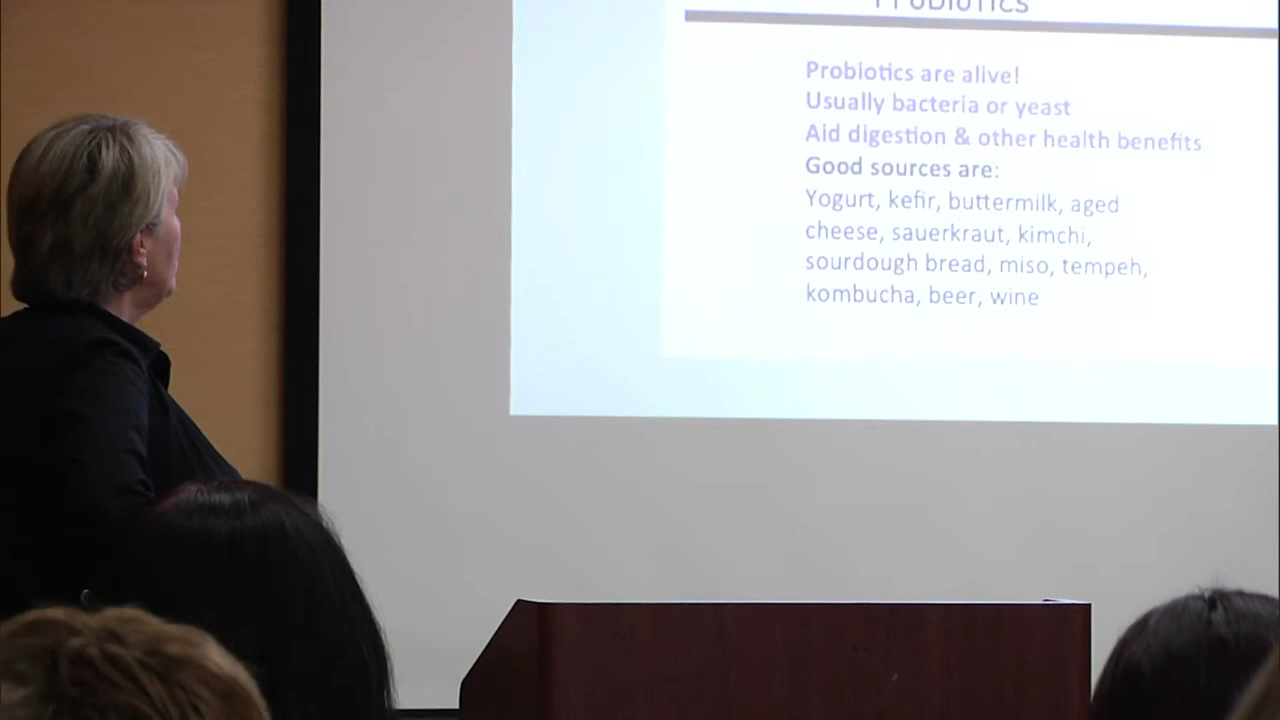 PROBIOTICS
Probiotics are alive!
Usually bacteria or yeast
Aid digestion & other health benefits
Good sources are:
Yogurt, kefir, buttermilk, aged
cheese, sauerkraut, kimchi,
sourdough bread, miso, tempeh,
kombucha, beer, wine